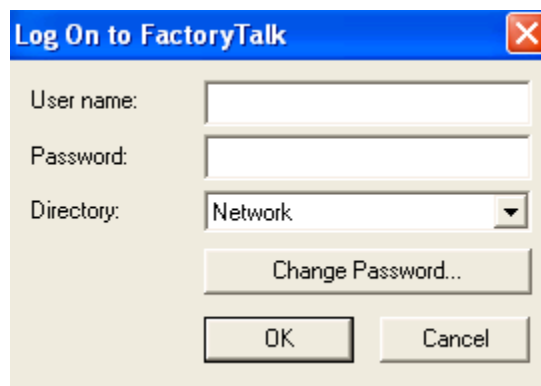 Log On to FactoryTalk
User name:
Password:
Directory: Network
Change Password...
OK Cancel